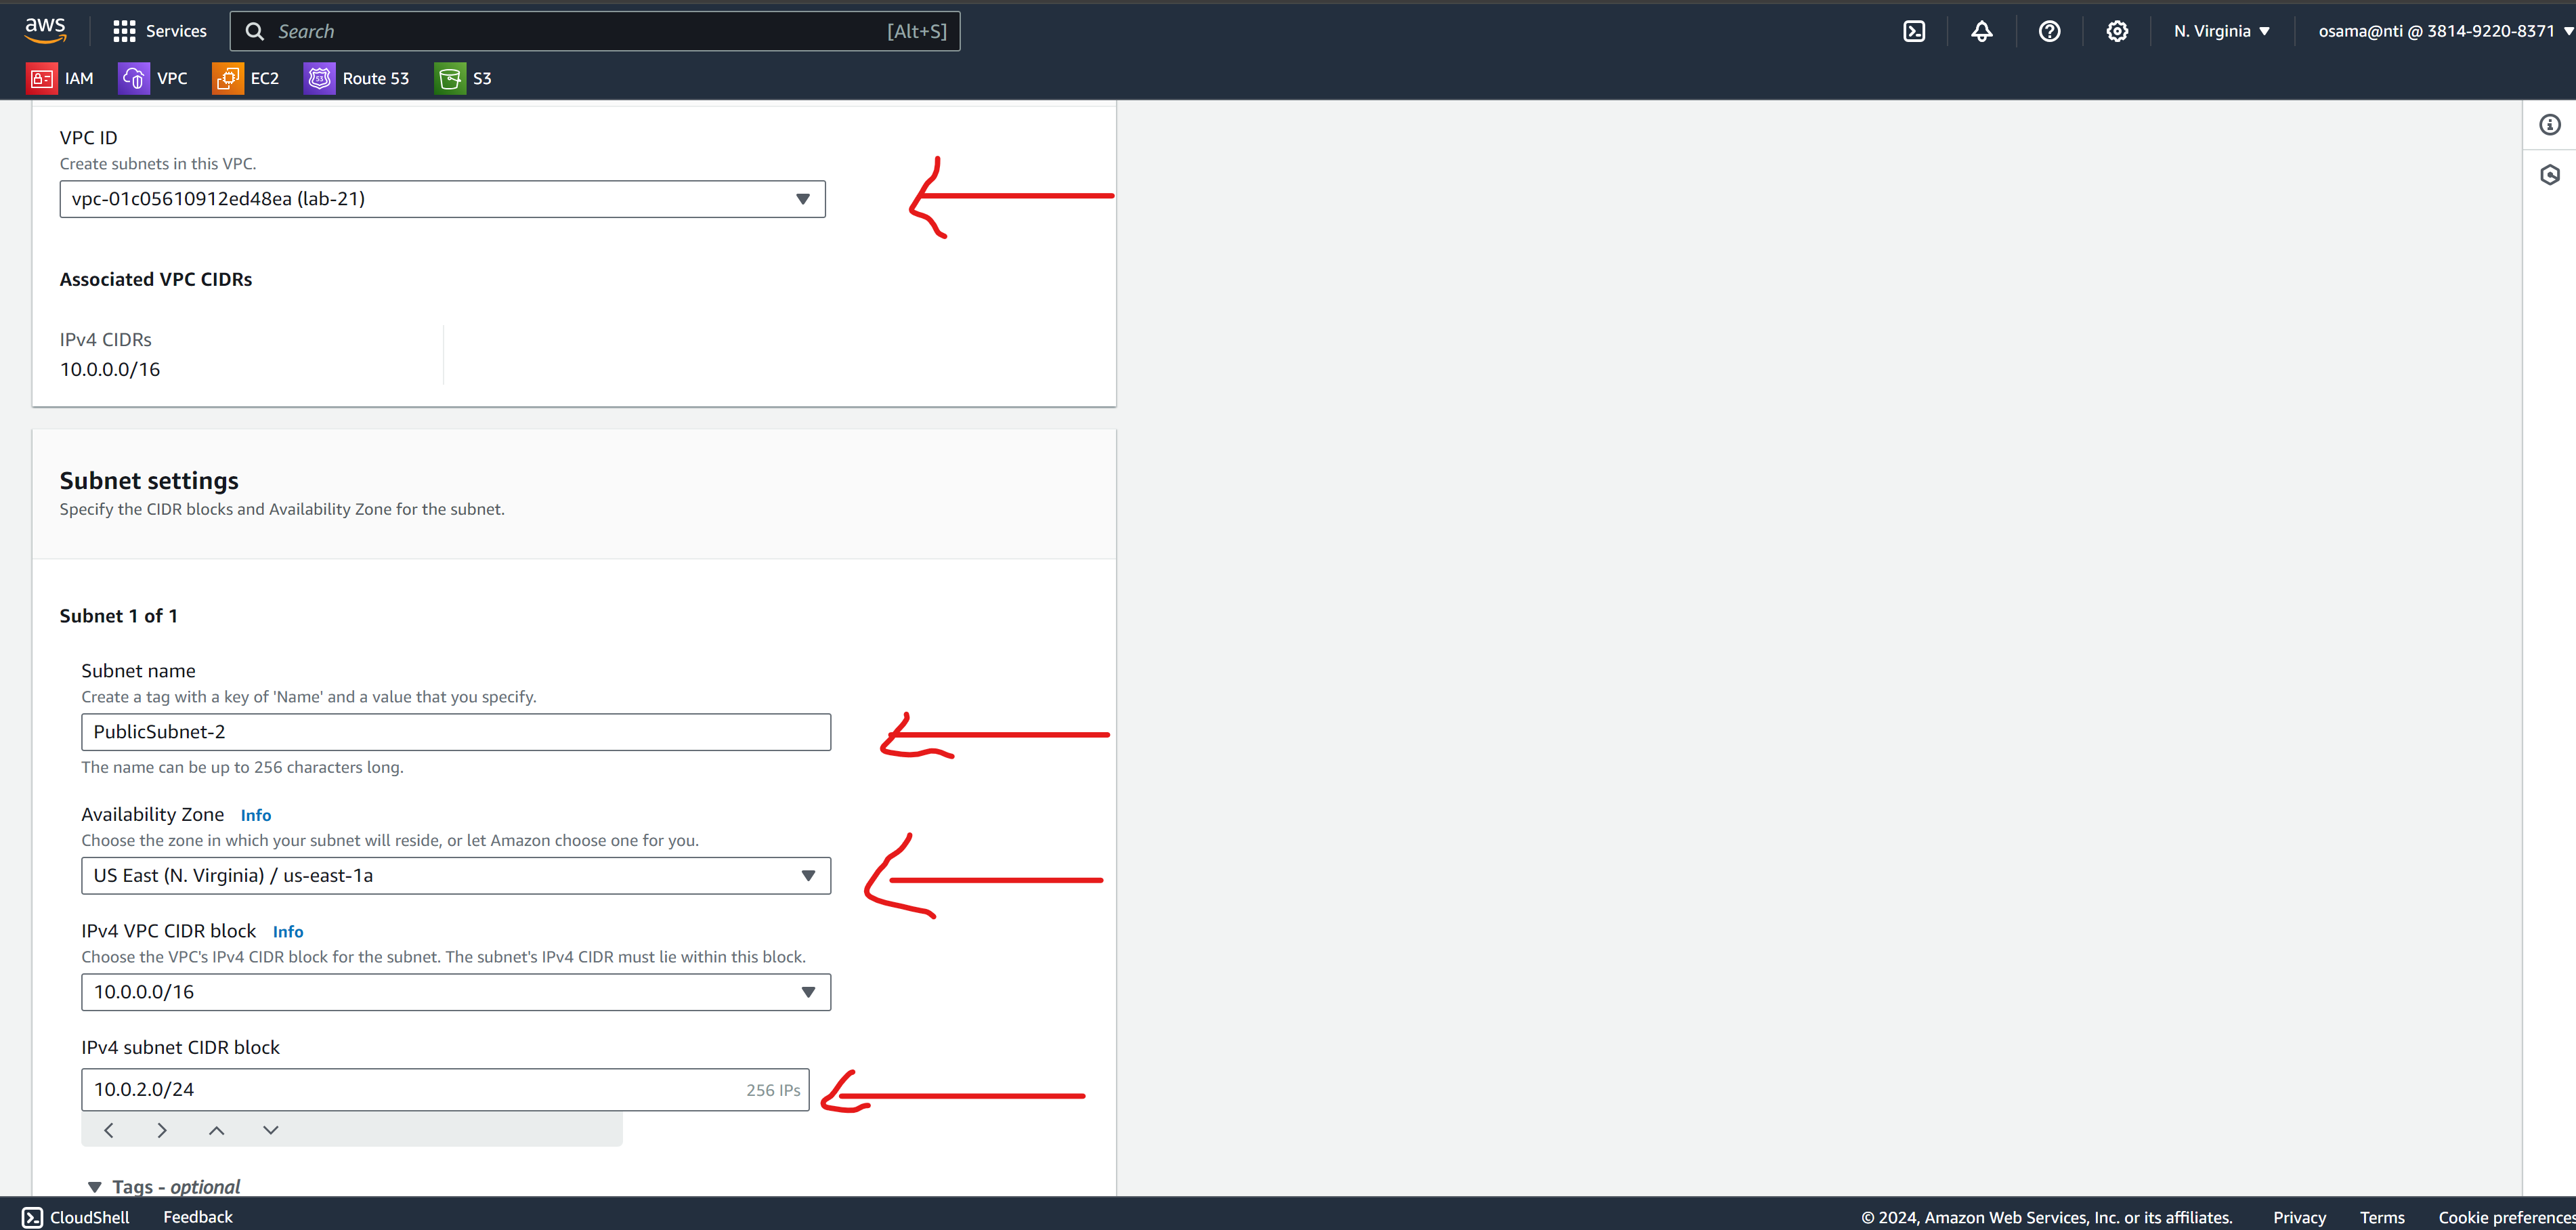 aws
Services
Search
[Alt+S]
N. Virginia
osama@nti @ 3814-9220-8371
IAM
VPC
EC2
Route 53
S3
VPC ID
Create subnets in this VPC.
vpc-01c05610912ed48ea (lab-21)
Associated VPC CIDRs
IPv4 CIDRs
10.0.0.0/16
Subnet settings
Specify the CIDR blocks and Availability Zone for the subnet.
Subnet 1 of 1
Subnet name
Create a tag with a key of 'Name' and a value that you specify.
PublicSubnet-2
The name can be up to 256 characters long.
Availability Zone Info
Choose the zone in which your subnet will reside, or let Amazon choose one for you.
US East (N. Virginia) / us-east-1a
IPv4 VPC CIDR block Info
Choose the VPC's IPv4 CIDR block for the subnet. The subnet's IPv4 CIDR must lie within this block.
10.0.0.0/16
IPv4 subnet CIDR block
10.0.2.0/24
256 IPs
Tags - optional
CloudShell
Feedback
© 2024, Amazon Web Services, Inc. or its affiliates.
Privacy
Terms
Cookie preference